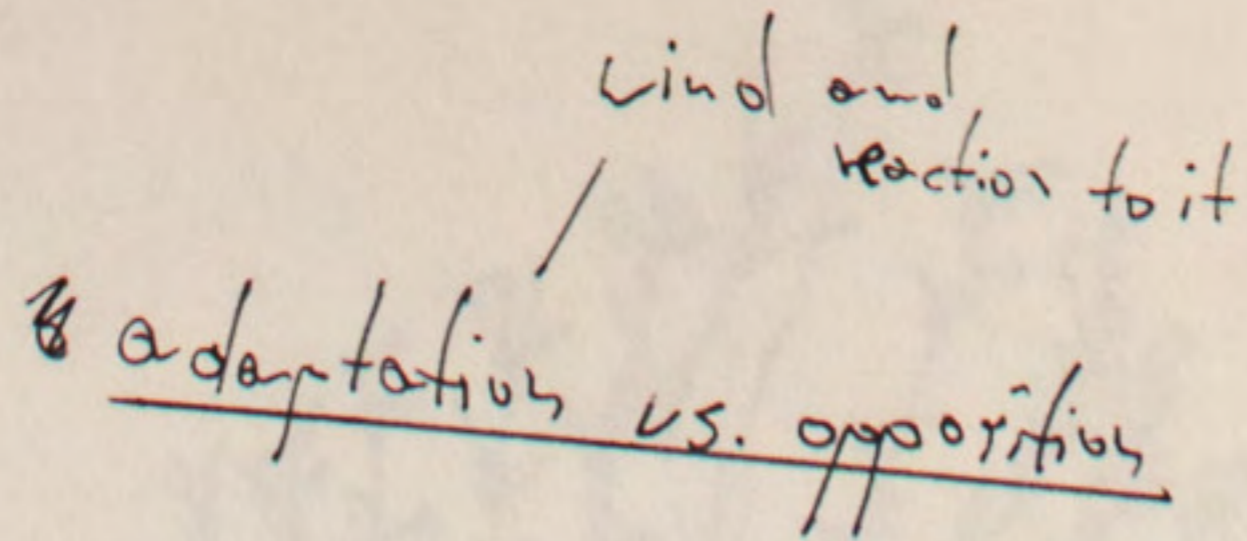 wind and
reaction to it
adaptation vs. opposition